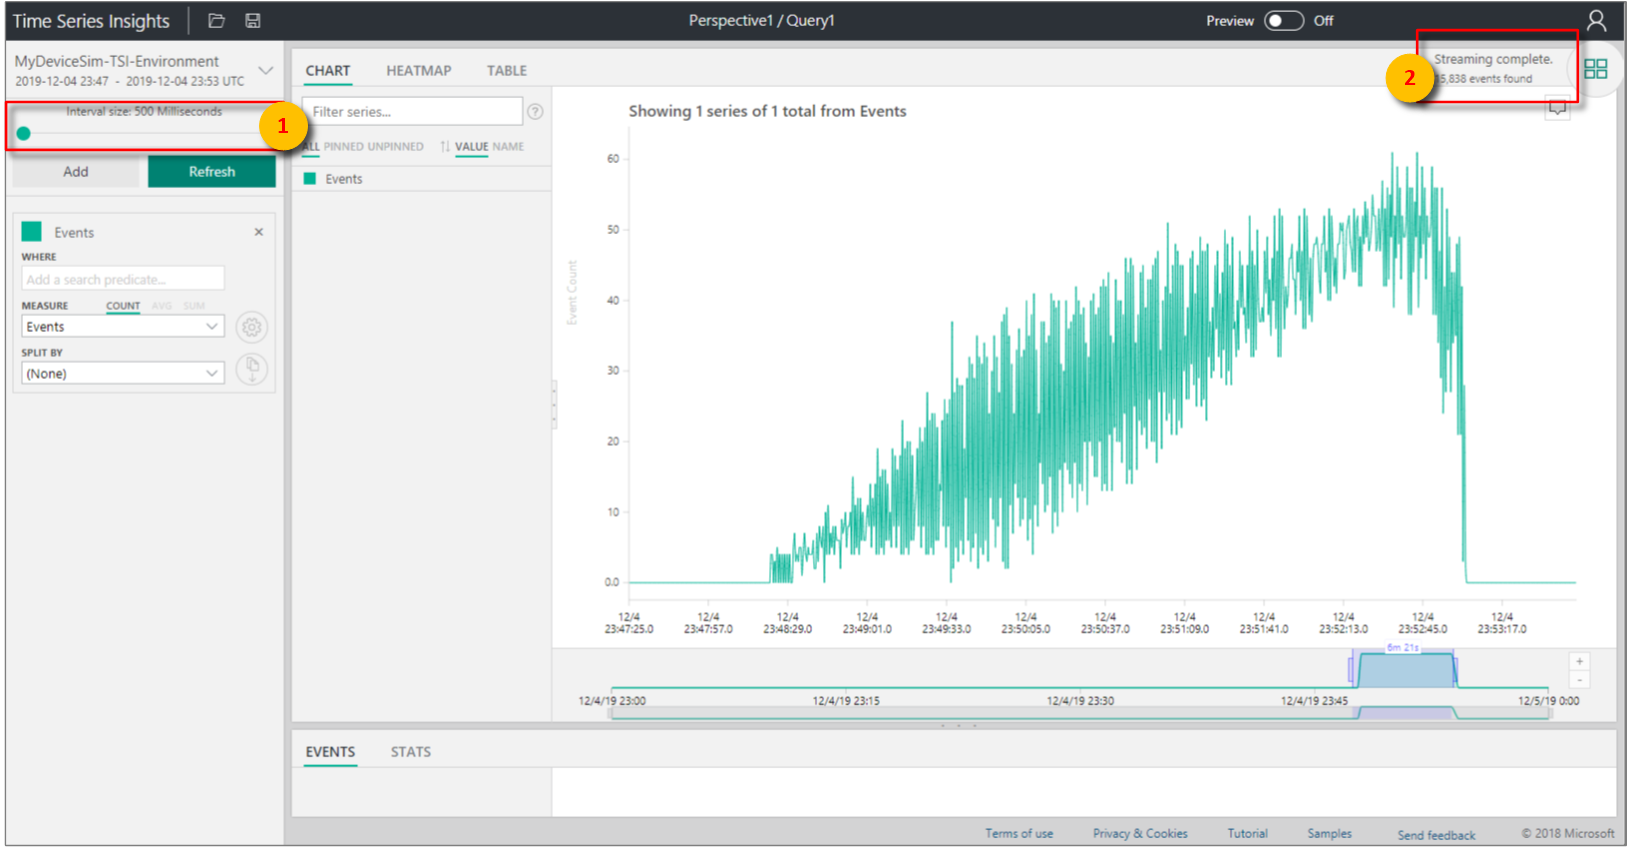 Time Series Insights
Perspective1 / Query1
Preview Off
MyDeviceSim-TSI-Environment
2019-12-04 23:47 - 2019-12-04 23:53 UTC
Interval size: 500 Milliseconds
1
Add Refresh
Events ×
WHERE
Add a search predicate...
MEASURE COUNT AVG SUM
Events
SPLIT BY
(None)
CHART HEATMAP TABLE
Filter series... ?
ALL PINNED UNPINNED VALUE NAME
Events
2
Streaming complete.
15,838 events found
Showing 1 series of 1 total from Events
Event Count
60
50
40
30
20
10
0.0
12/4 12/4 12/4 12/4 12/4 12/4 12/4 12/4 12/4 12/4 12/4 12/4
23:47:25.0 23:47:57.0 23:48:29.0 23:49:01.0 23:49:33.0 23:50:05.0 23:50:37.0 23:51:09.0 23:51:41.0 23:52:13.0 23:52:45.0 23:53:17.0
6m 21s
+
-
12/4/19 23:00 12/4/19 23:15 12/4/19 23:30 12/4/19 23:45 12/5/19 0:00
EVENTS STATS
Terms of use Privacy & Cookies Tutorial Samples Send feedback © 2018 Microsoft